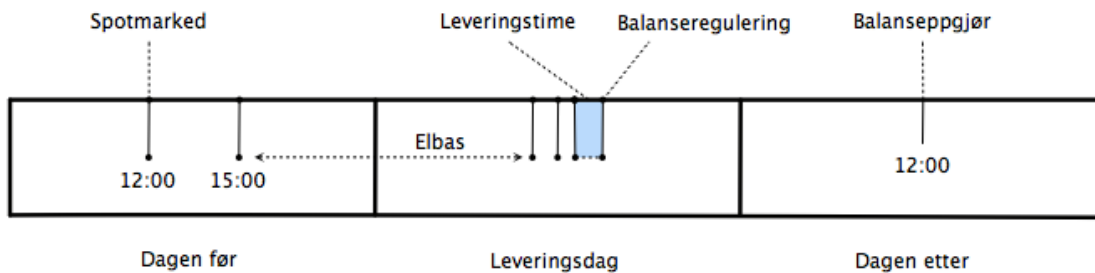 Spotmarked
Leveringstime
Balanseregulering
Balanseppgjør
Elbas
12:00
15:00
12:00
Dagen før
Leveringsdag
Dagen etter